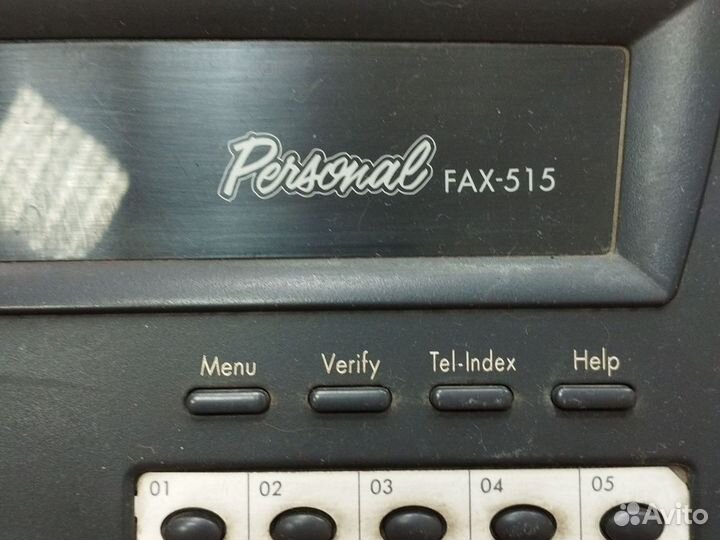 Personal FAX-515
Menu Verify Tel-Index Help
01 02 03 04 05
Avito